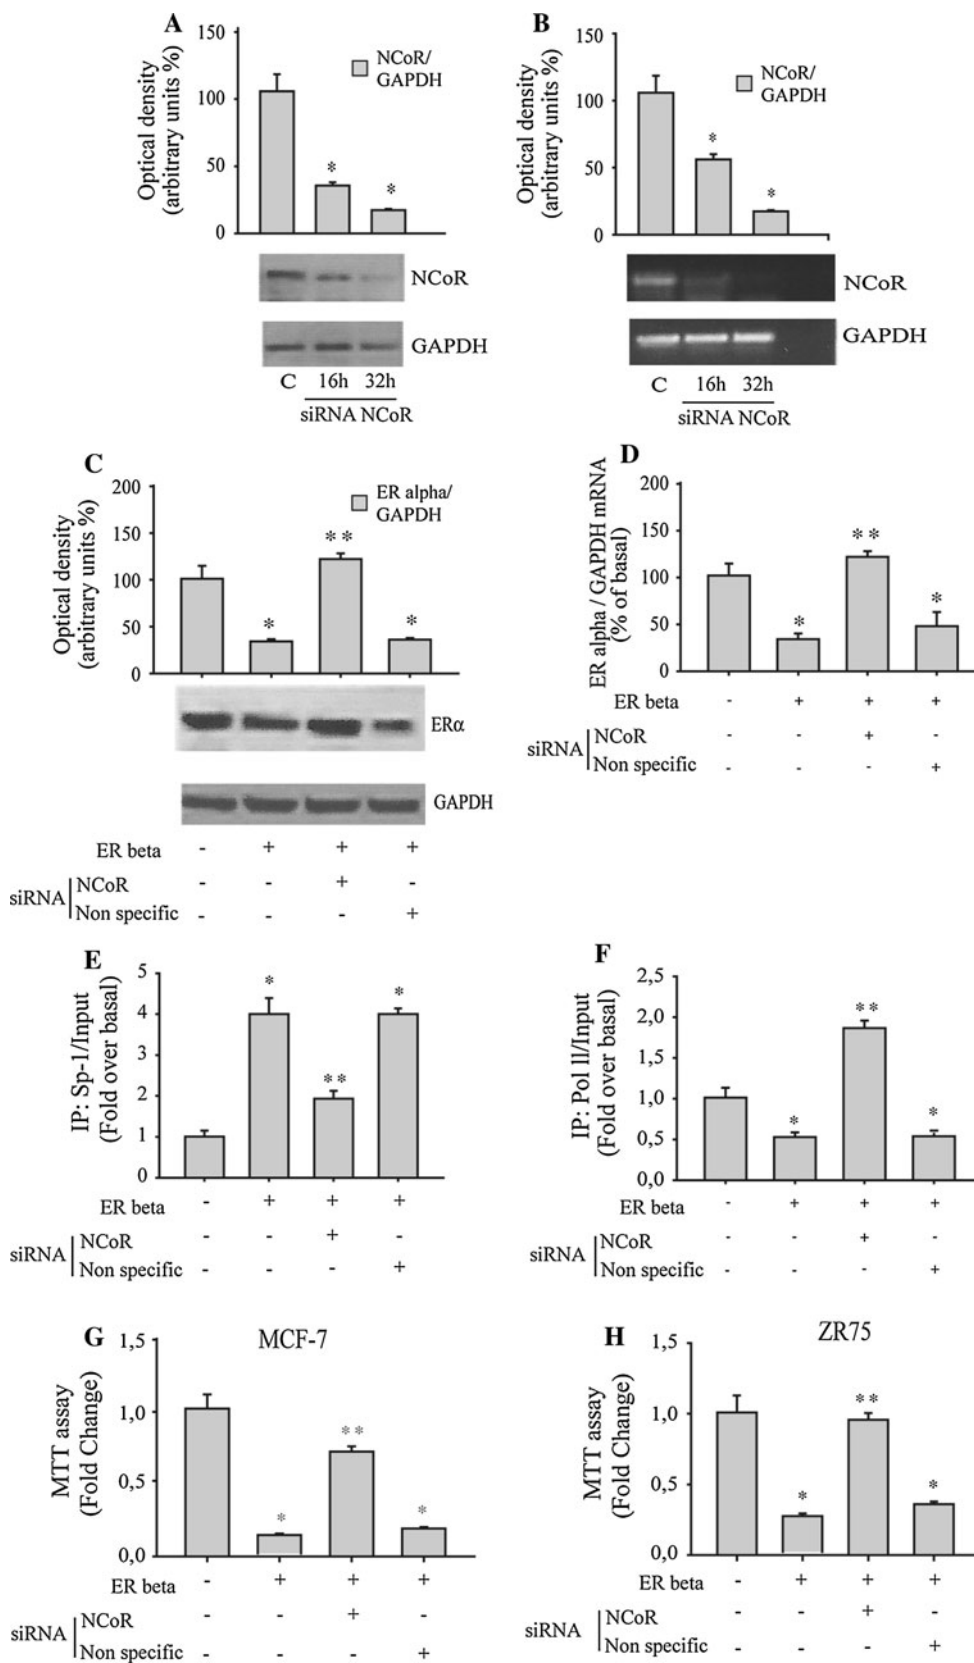 A
150
100
50
0
Optical density
(arbitrary units %)
NCoR/
GAPDH
NCoR
GAPDH
C 16h 32h
siRNA NCoR
B
150
100
50
0
Optical density
(arbitrary units %)
NCoR/
GAPDH
NCoR
GAPDH
C 16h 32h
siRNA NCoR
* *
* *
C
200
150
100
50
0
Optical density
(arbitrary units %)
ER alpha/
GAPDH
* ** *
ERα
GAPDH
ER beta - + + +
siRNA
NCoR - - + -
Non specific - - - +
D
200
150
100
50
0
ER alpha / GAPDH mRNA
(% of basal)
* ** *
ER beta - + + +
siRNA
NCoR - - + -
Non specific - - - +
E
5
4
2
1
0
IP: Sp-1/Input
(Fold over basal)
* ** *
ER beta - + + +
siRNA
NCoR - - + -
Non specific - - - +
F
2,5
2,0
1,0
0,5
0,0
IP: Pol II/Input
(Fold over basal)
* ** *
ER beta - + + +
siRNA
NCoR - - + -
Non specific - - - +
G
MCF-7
1,5
1,0
0,5
0,0
MTT assay
(Fold Change)
* ** *
ER beta - + + +
siRNA
NCoR - - + -
Non specific - - - +
H
ZR75
1,5
1,0
0,5
0,0
MTT assay
(Fold Change)
* ** *
ER beta - + + +
siRNA
NCoR - - + -
Non specific - - - +